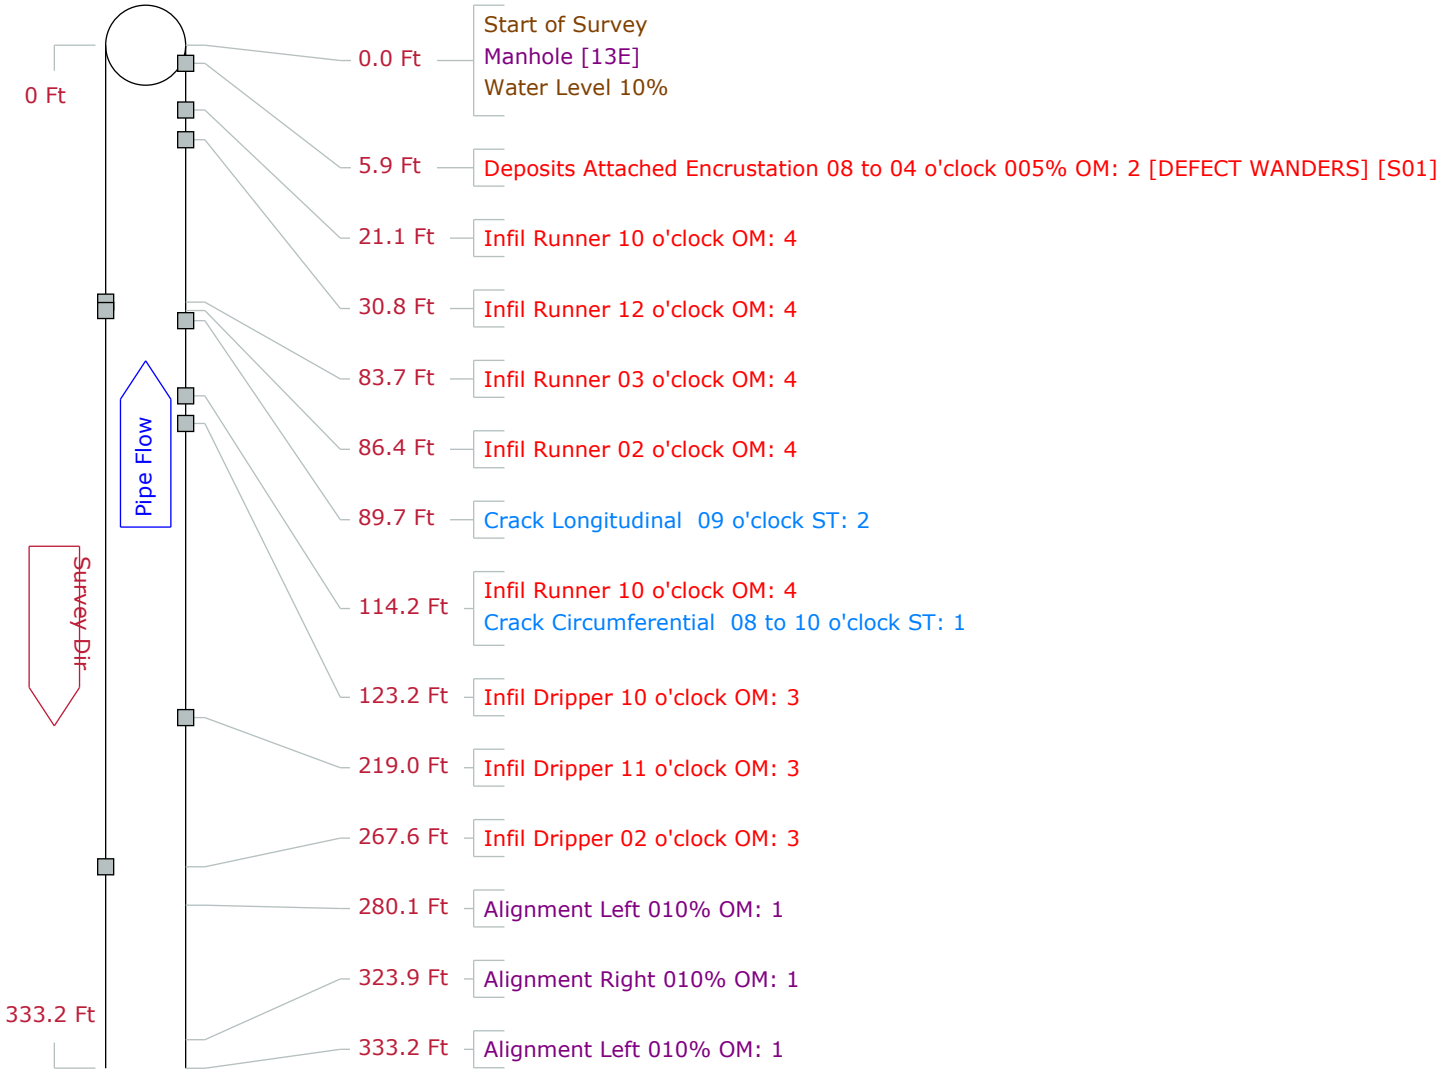 0 Ft
0.0 Ft
Start of Survey
Manhole [13E]
Water Level 10%
5.9 Ft
Deposits Attached Encrustation 08 to 04 o'clock 005% OM: 2 [DEFECT WANDERS] [S01]
21.1 Ft
Infil Runner 10 o'clock OM: 4
30.8 Ft
Infil Runner 12 o'clock OM: 4
83.7 Ft
Infil Runner 03 o'clock OM: 4
86.4 Ft
Infil Runner 02 o'clock OM: 4
89.7 Ft
Crack Longitudinal  09 o'clock ST: 2
114.2 Ft
Infil Runner 10 o'clock OM: 4
Crack Circumferential  08 to 10 o'clock ST: 1
123.2 Ft
Infil Dripper 10 o'clock OM: 3
219.0 Ft
Infil Dripper 11 o'clock OM: 3
267.6 Ft
Infil Dripper 02 o'clock OM: 3
280.1 Ft
Alignment Left 010% OM: 1
323.9 Ft
Alignment Right 010% OM: 1
333.2 Ft
Alignment Left 010% OM: 1
Pipe Flow
Survey Dir
333.2 Ft